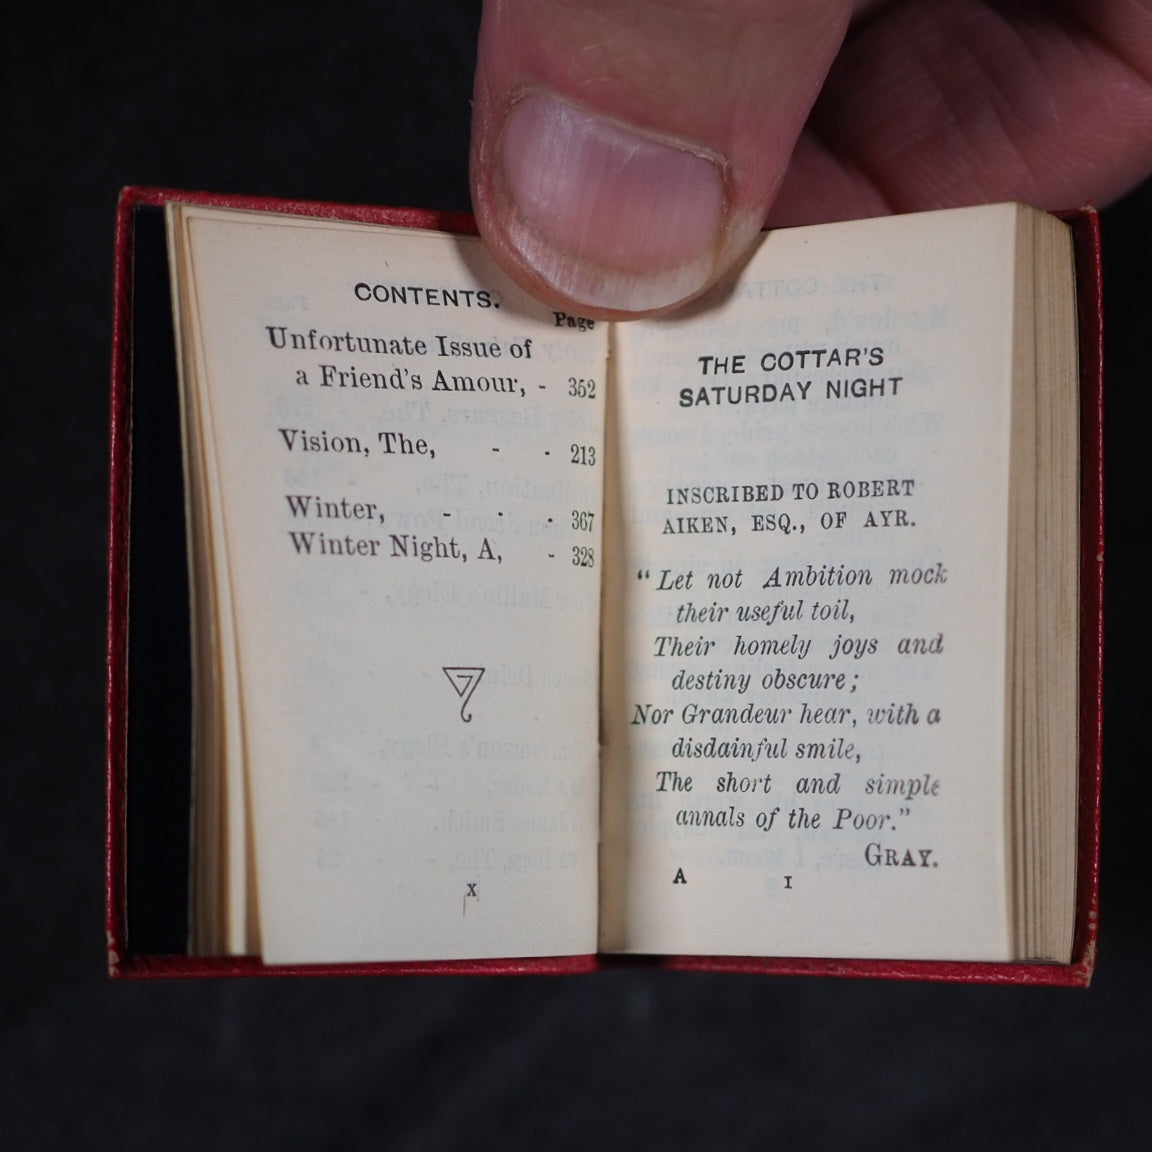 CONTENTS.
Page
Unfortunate Issue of
a Friend's Amour, - 352
Vision, The, - - 213
Winter, - - 367
Winter Night, A, - 328
X
THE COTTAR'S
SATURDAY NIGHT
INSCRIBED TO ROBERT
AIKEN, ESQ., OF AYR.
"Let not Ambition mock
their useful toil,
Their homely joys and
destiny obscure;
Nor Grandeur hear, with a
disdainful smile,
The short and simple
annals of the Poor."
GRAY.
A I